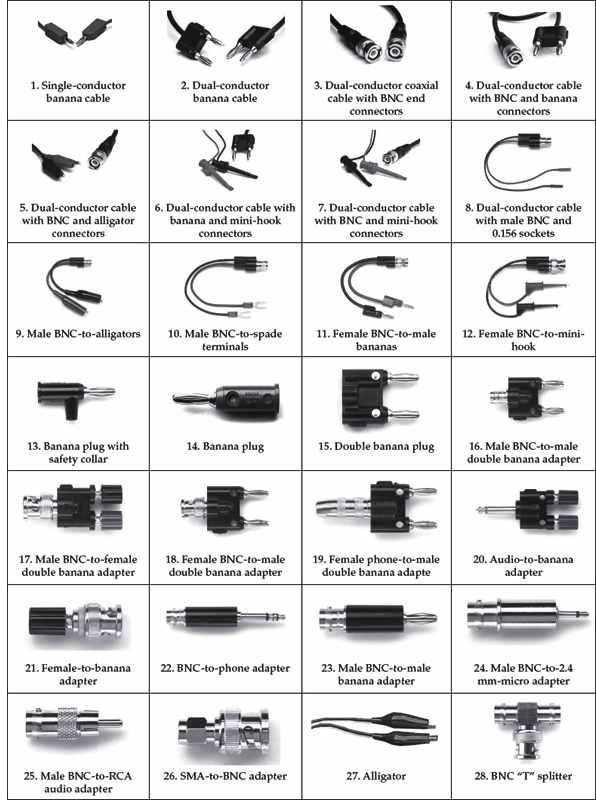 1. Single-conductor
banana cable
2. Dual-conductor
banana cable
3. Dual-conductor coaxial
cable with BNC end
connectors
4. Dual-conductor cable
with BNC and banana
connectors
5. Dual-conductor cable
with BNC and alligator
connectors
6. Dual-conductor cable with
banana and mini-hook
connectors
7. Dual-conductor cable
with BNC and mini-hook
connectors
8. Dual-conductor cable
with male BNC and
0.156 sockets
9. Male BNC-to-alligators
10. Male BNC-to-spade
terminals
11. Female BNC-to-male
bananas
12. Female BNC-to-mini-
hook
13. Banana plug with
safety collar
14. Banana plug
15. Double banana plug
16. Male BNC-to-male
double banana adapter
17. Male BNC-to-female
double banana adapter
18. Female BNC-to-male
double banana adapter
19. Female phone-to-male
double banana adapte
20. Audio-to-banana
adapter
21. Female-to-banana
adapter
22. BNC-to-phone adapter
23. Male BNC-to-male
banana adapter
24. Male BNC-to-2.4
mm-micro adapter
25. Male BNC-to-RCA
audio adapter
26. SMA-to-BNC adapter
27. Alligator
28. BNC “T” splitter